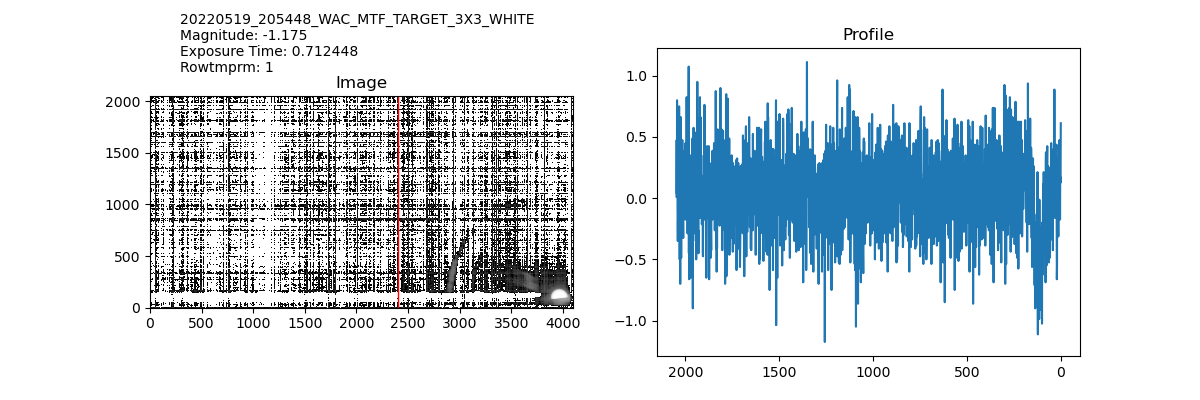 20220519_205448_WAC_MTF_TARGET_3X3_WHITE
Magnitude: -1.175
Exposure Time: 0.712448
Rowtmprm: 1
Image
2000
1500
1000
500
0
0 500 1000 1500 2000 2500 3000 3500 4000
Profile
1.0
0.5
0.0
−0.5
−1.0
2000 1500 1000 500 0